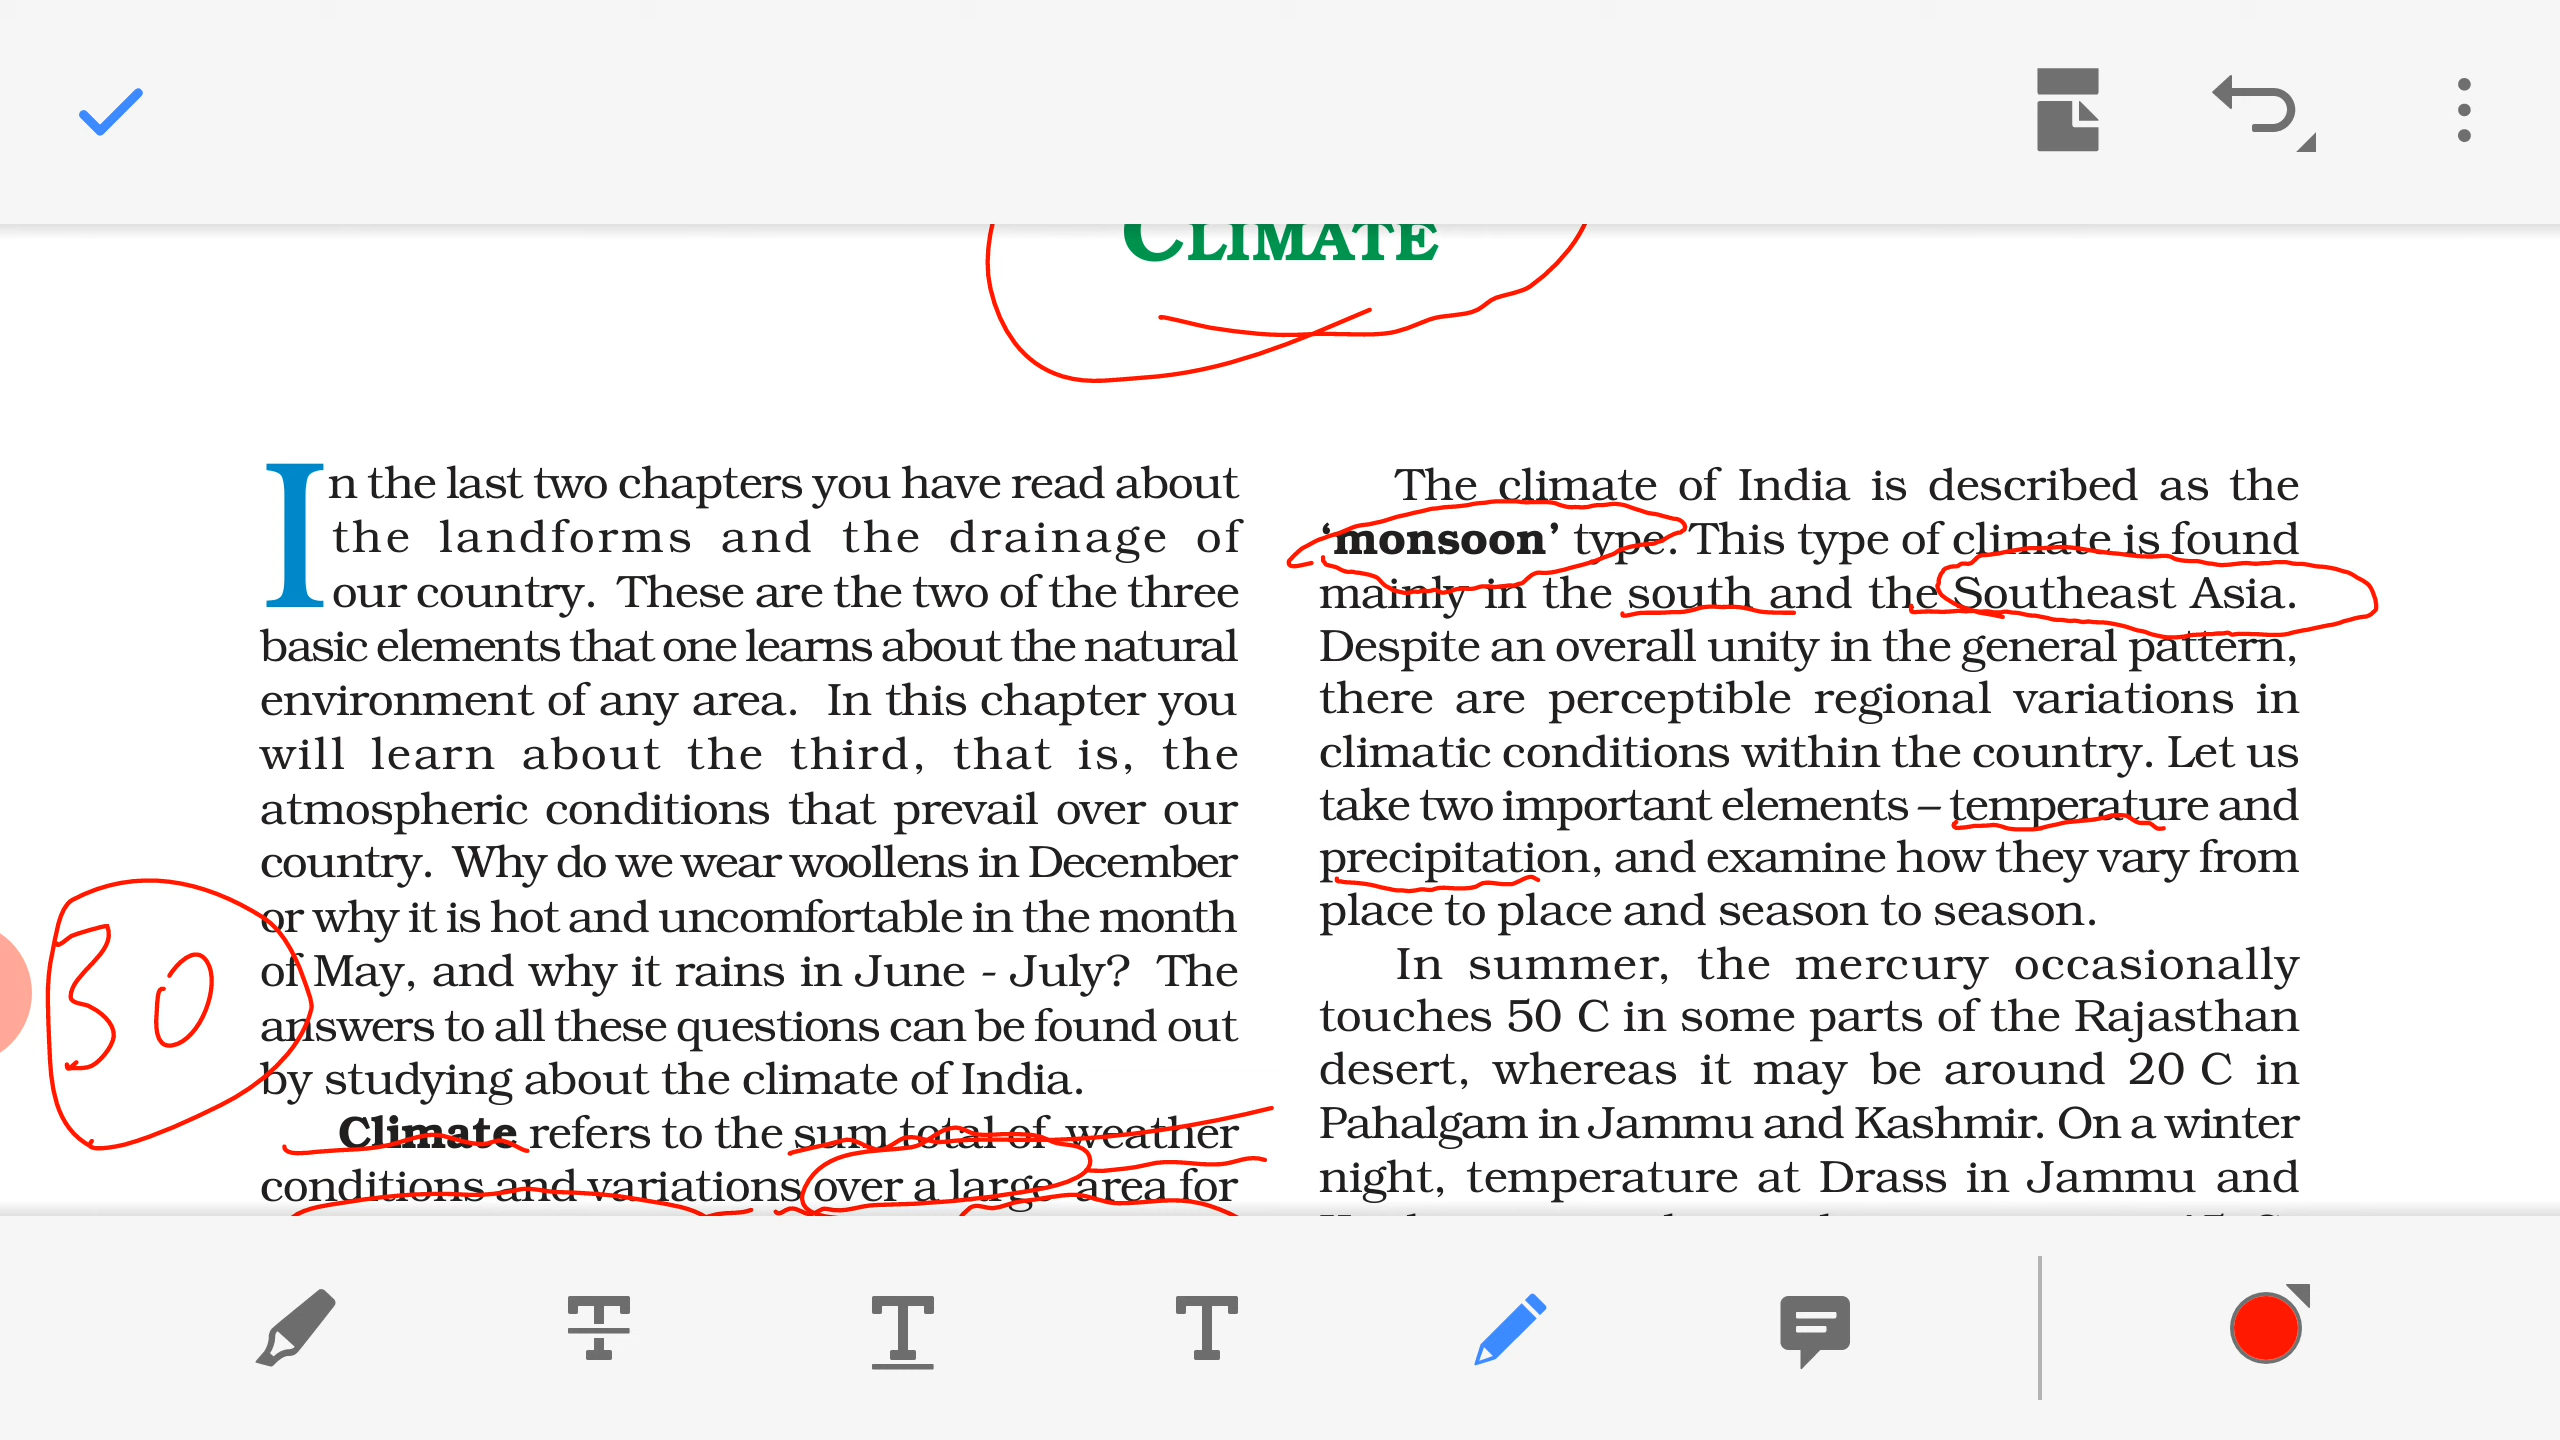 CLIMATE
In the last two chapters you have read about
the landforms and the drainage of
our country. These are the two of the three
basic elements that one learns about the natural
environment of any area. In this chapter you
will learn about the third, that is, the
atmospheric conditions that prevail over our
country. Why do we wear woollens in December
or why it is hot and uncomfortable in the month
of May, and why it rains in June - July? The
answers to all these questions can be found out
by studying about the climate of India.
Climate refers to the sum total of weather
conditions and variations over a large area for
30
The climate of India is described as the
‘monsoon’ type. This type of climate is found
mainly in the south and the Southeast Asia.
Despite an overall unity in the general pattern,
there are perceptible regional variations in
climatic conditions within the country. Let us
take two important elements – temperature and
precipitation, and examine how they vary from
place to place and season to season.
In summer, the mercury occasionally
touches 50 C in some parts of the Rajasthan
desert, whereas it may be around 20 C in
Pahalgam in Jammu and Kashmir. On a winter
night, temperature at Drass in Jammu and